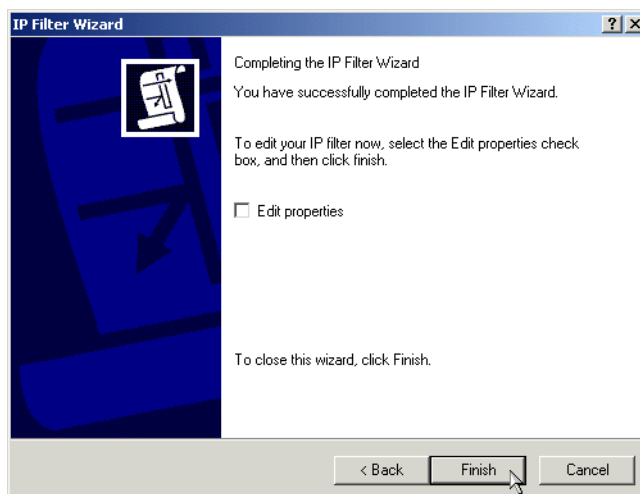 IP Filter Wizard
Completing the IP Filter Wizard
You have successfully completed the IP Filter Wizard.
To edit your IP filter now, select the Edit properties check
box, and then click finish.
Edit properties
To close this wizard, click Finish.
< Back
Finish
Cancel